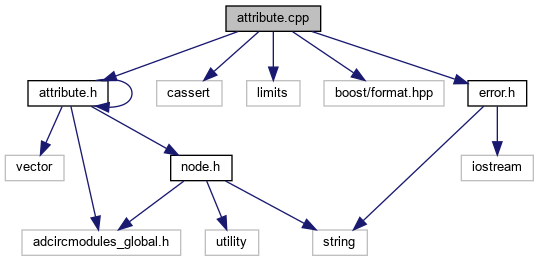 attribute.cpp
attribute.h
cassert
limits
boost/format.hpp
error.h
vector
node.h
iostream
adcircmodules_global.h
utility
string